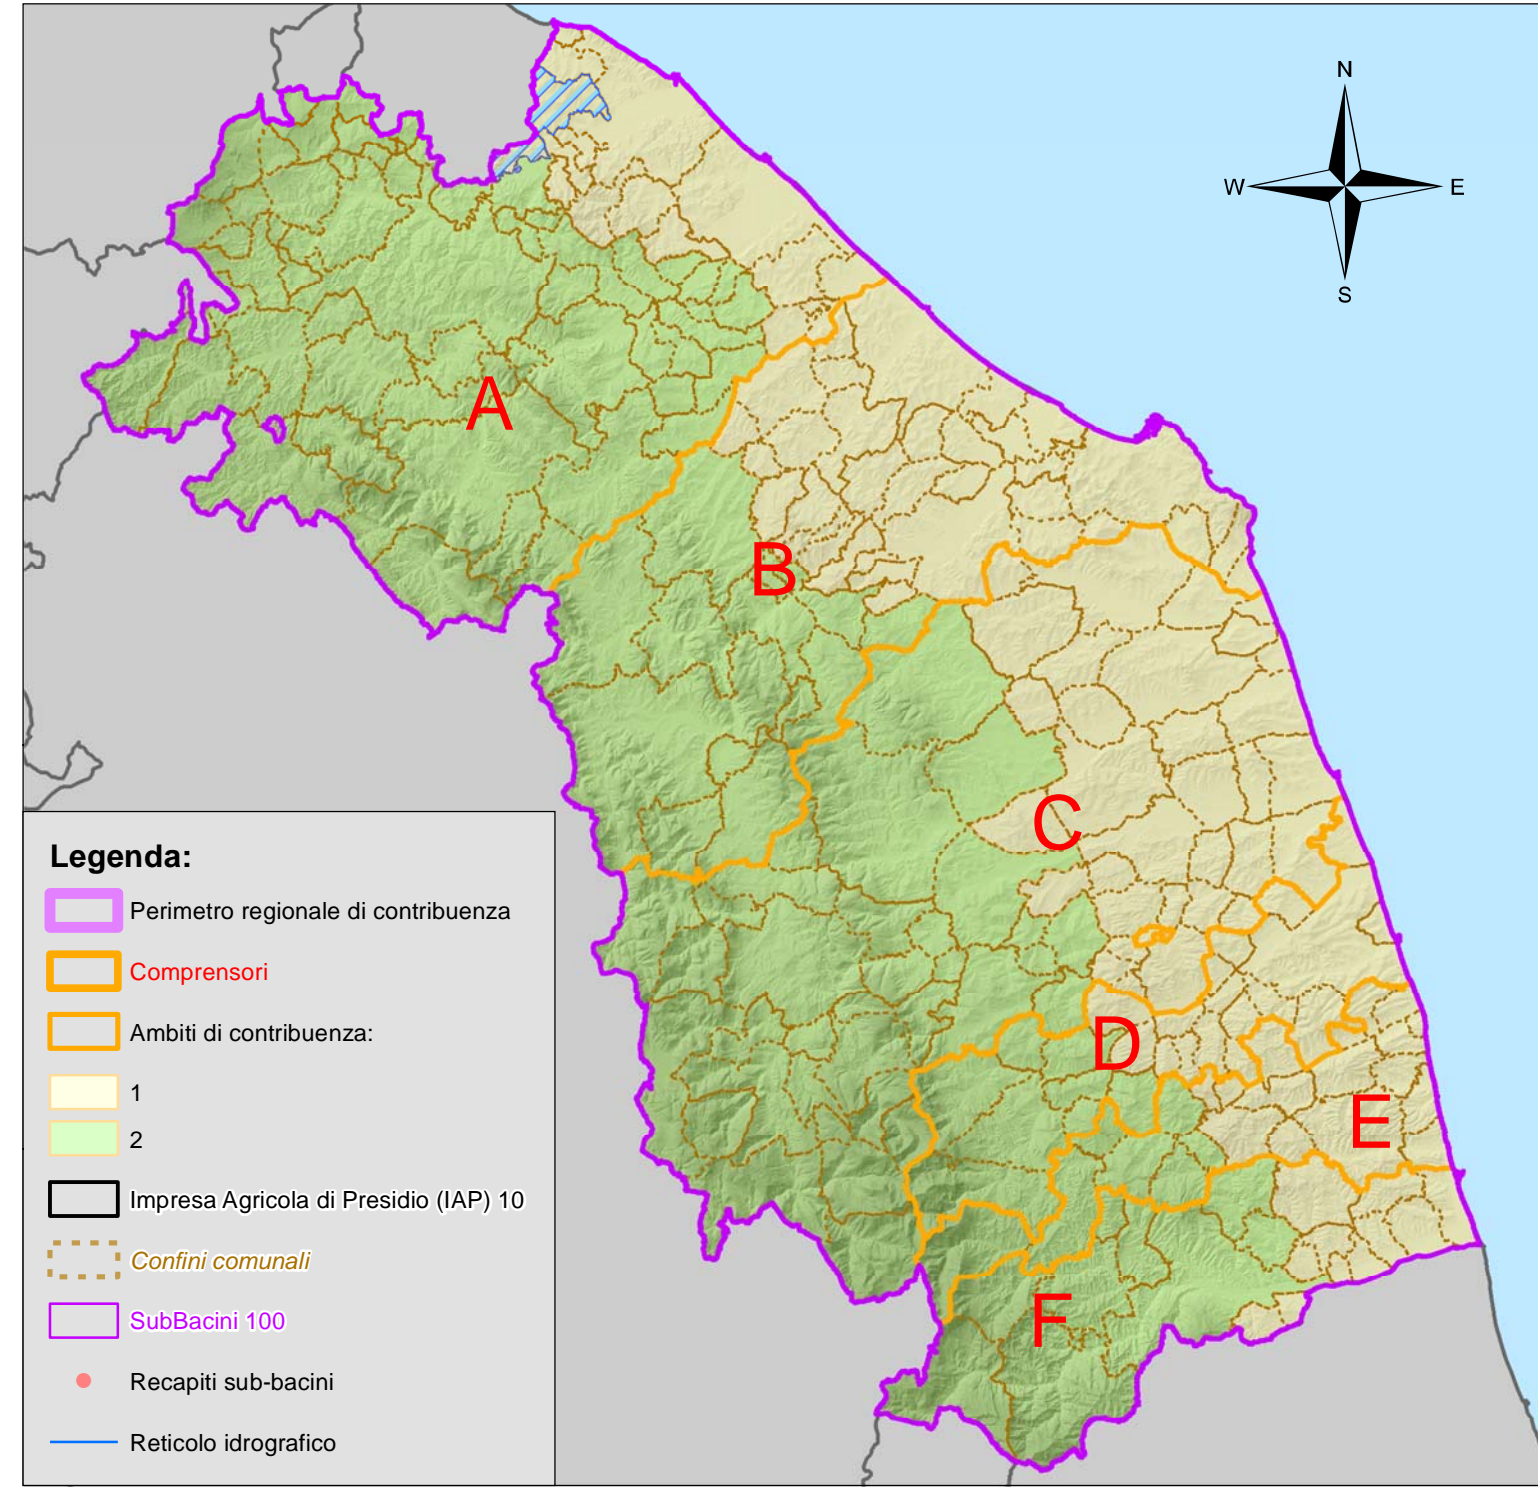 N
W E
S
A
B
C
D
E
F
Legenda:
Perimetro regionale di contribuenza
Comprensori
Ambiti di contribuenza:
1
2
Impresa Agricola di Presidio (IAP) 10
Confini comunali
SubBacini 100
Recapiti sub-bacini
Reticolo idrografico